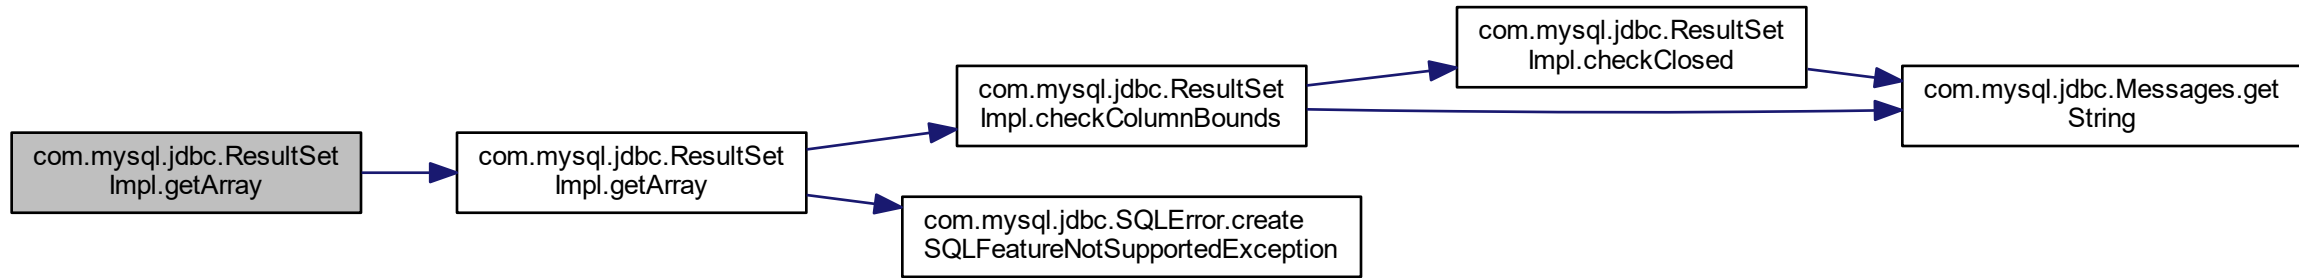 com.mysql.jdbc.ResultSet
Impl.getArray
com.mysql.jdbc.ResultSet
Impl.getArray
com.mysql.jdbc.ResultSet
Impl.checkColumnBounds
com.mysql.jdbc.ResultSet
Impl.checkClosed
com.mysql.jdbc.Messages.get
String
com.mysql.jdbc.SQLError.create
SQLFeatureNotSupportedException